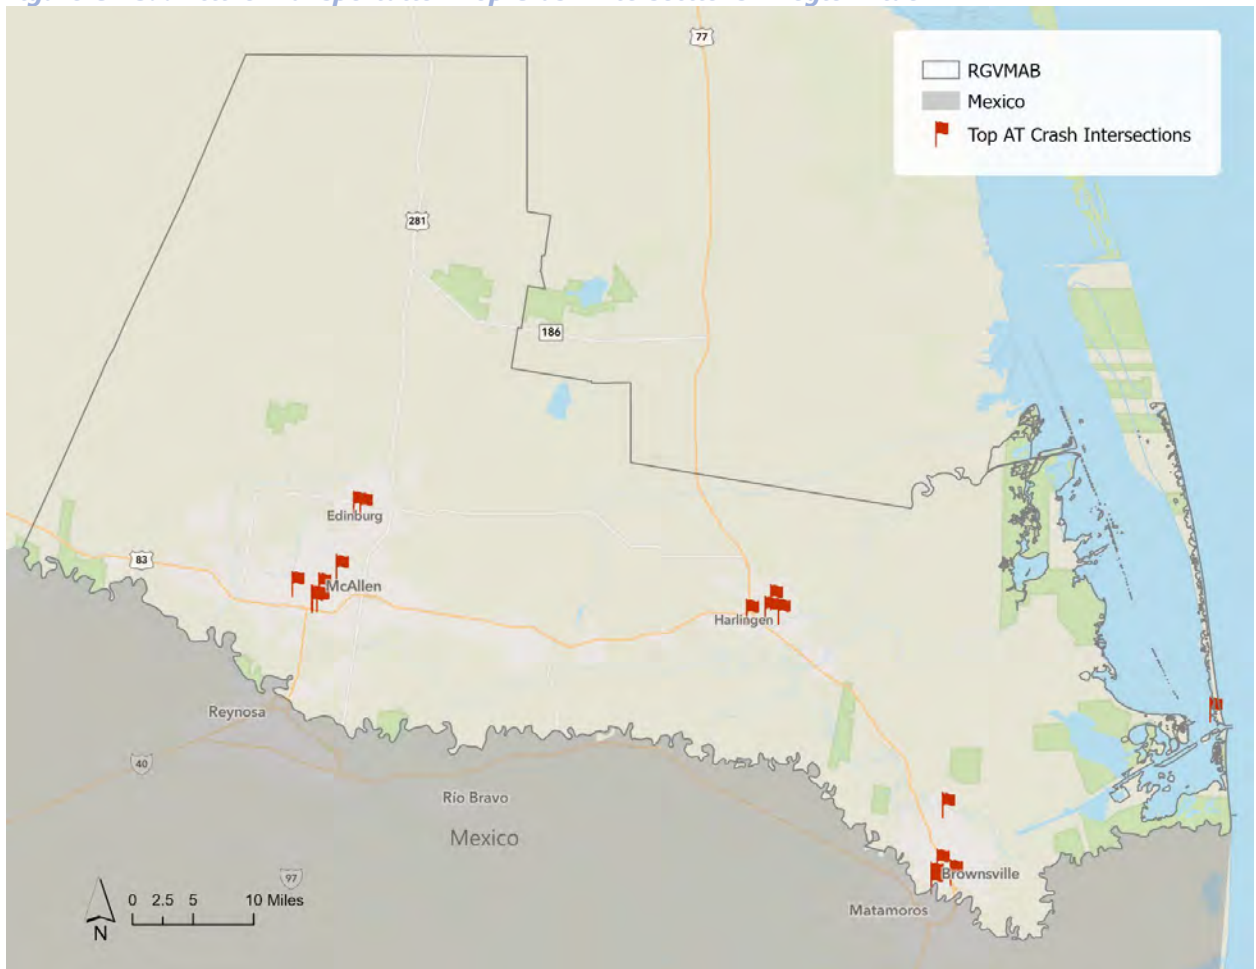 77
RGVMAB
Mexico
Top AT Crash Intersections
281
186
Edinburg
83
McAllen
Harlingen
Reynosa
40
Río Bravo
Mexico
97
Brownsville
Matamoros
0 2.5 5 10 Miles
N